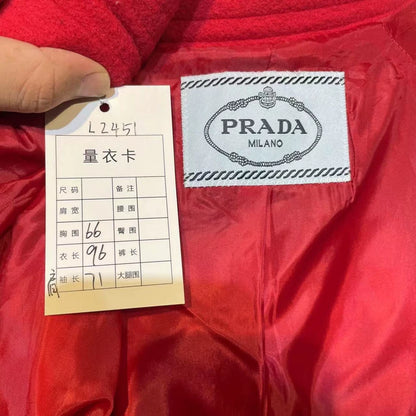 L2451
量衣卡
尺码 备注
肩宽 腰围
胸围 66 臀围
衣长 96 裤长
肩 袖长 71 大腿围
PRADA
MILANO